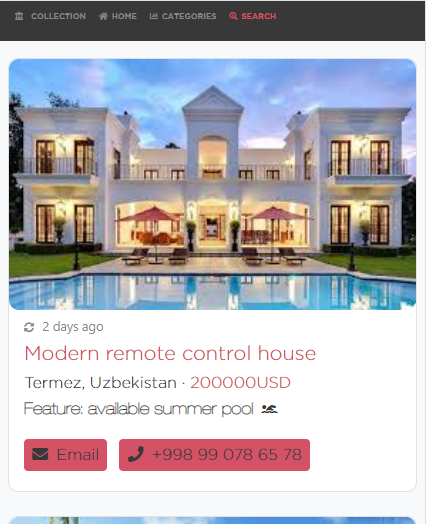 COLLECTION HOME CATEGORIES SEARCH
2 days ago
Modern remote control house
Termez, Uzbekistan · 200000USD
Feature: available summer pool
Email +998 99 078 65 78